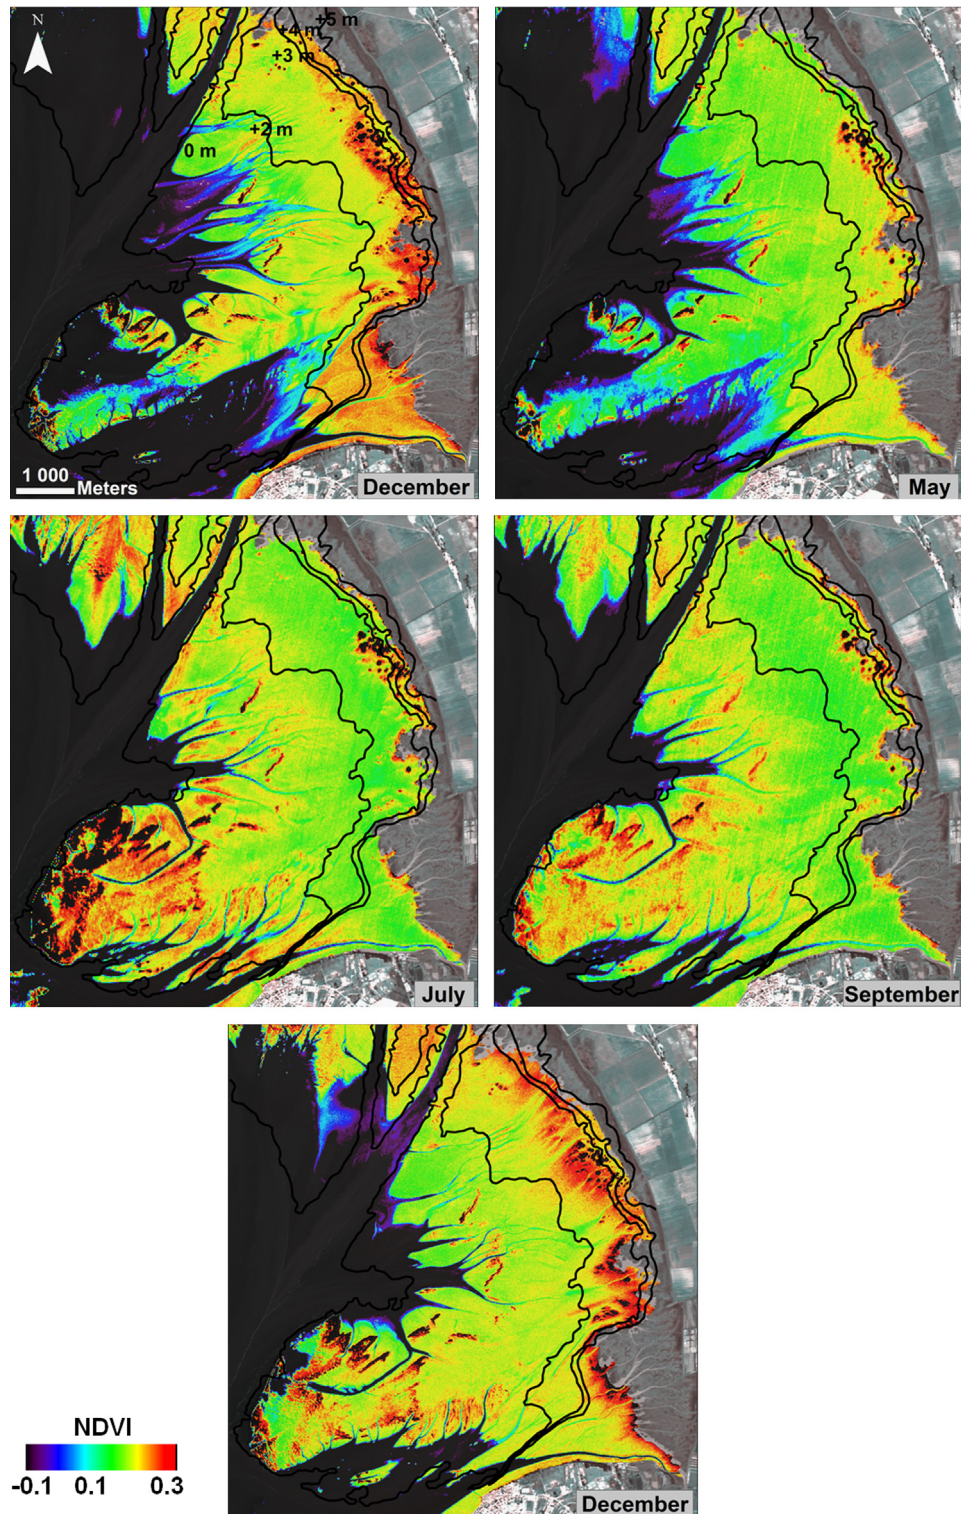 N
+5 m
+4 m
+3 m
+2 m
0 m
1 000
Meters
December
May
July
September
NDVI
-0.1 0.1 0.3
December